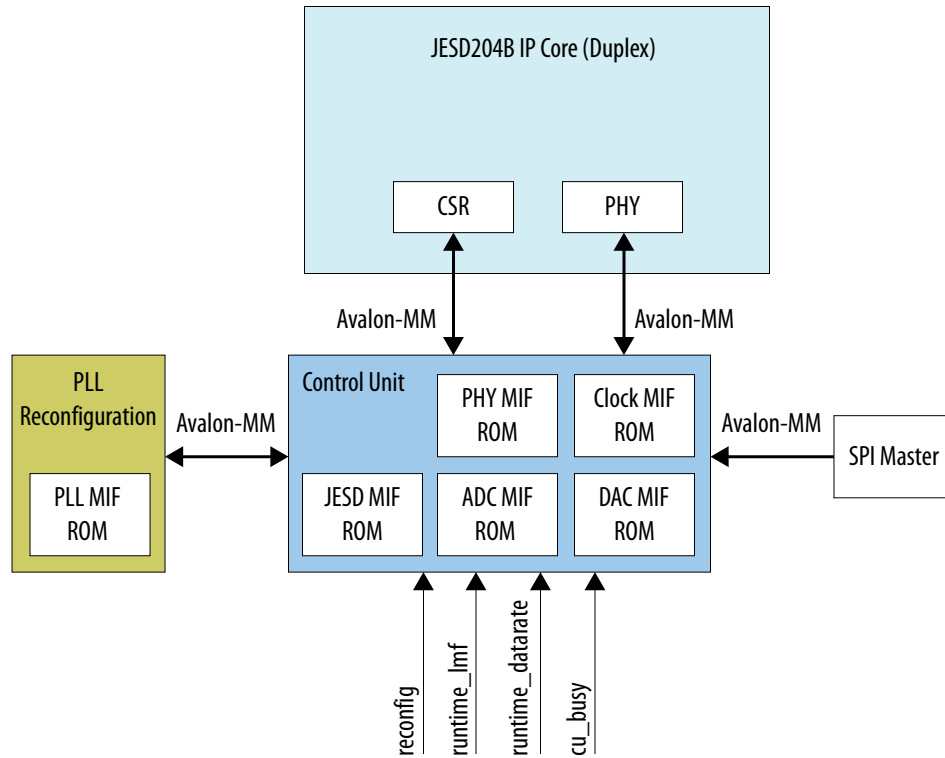 JESD204B IP Core (Duplex)
CSR
PHY
Avalon-MM
Avalon-MM
PLL
Reconfiguration
PLL MIF
ROM
Avalon-MM
Control Unit
PHY MIF
ROM
Clock MIF
ROM
JESD MIF
ROM
ADC MIF
ROM
DAC MIF
ROM
Avalon-MM
SPI Master
reconfig
runtime_lmf
runtime_datarate
cu_busy